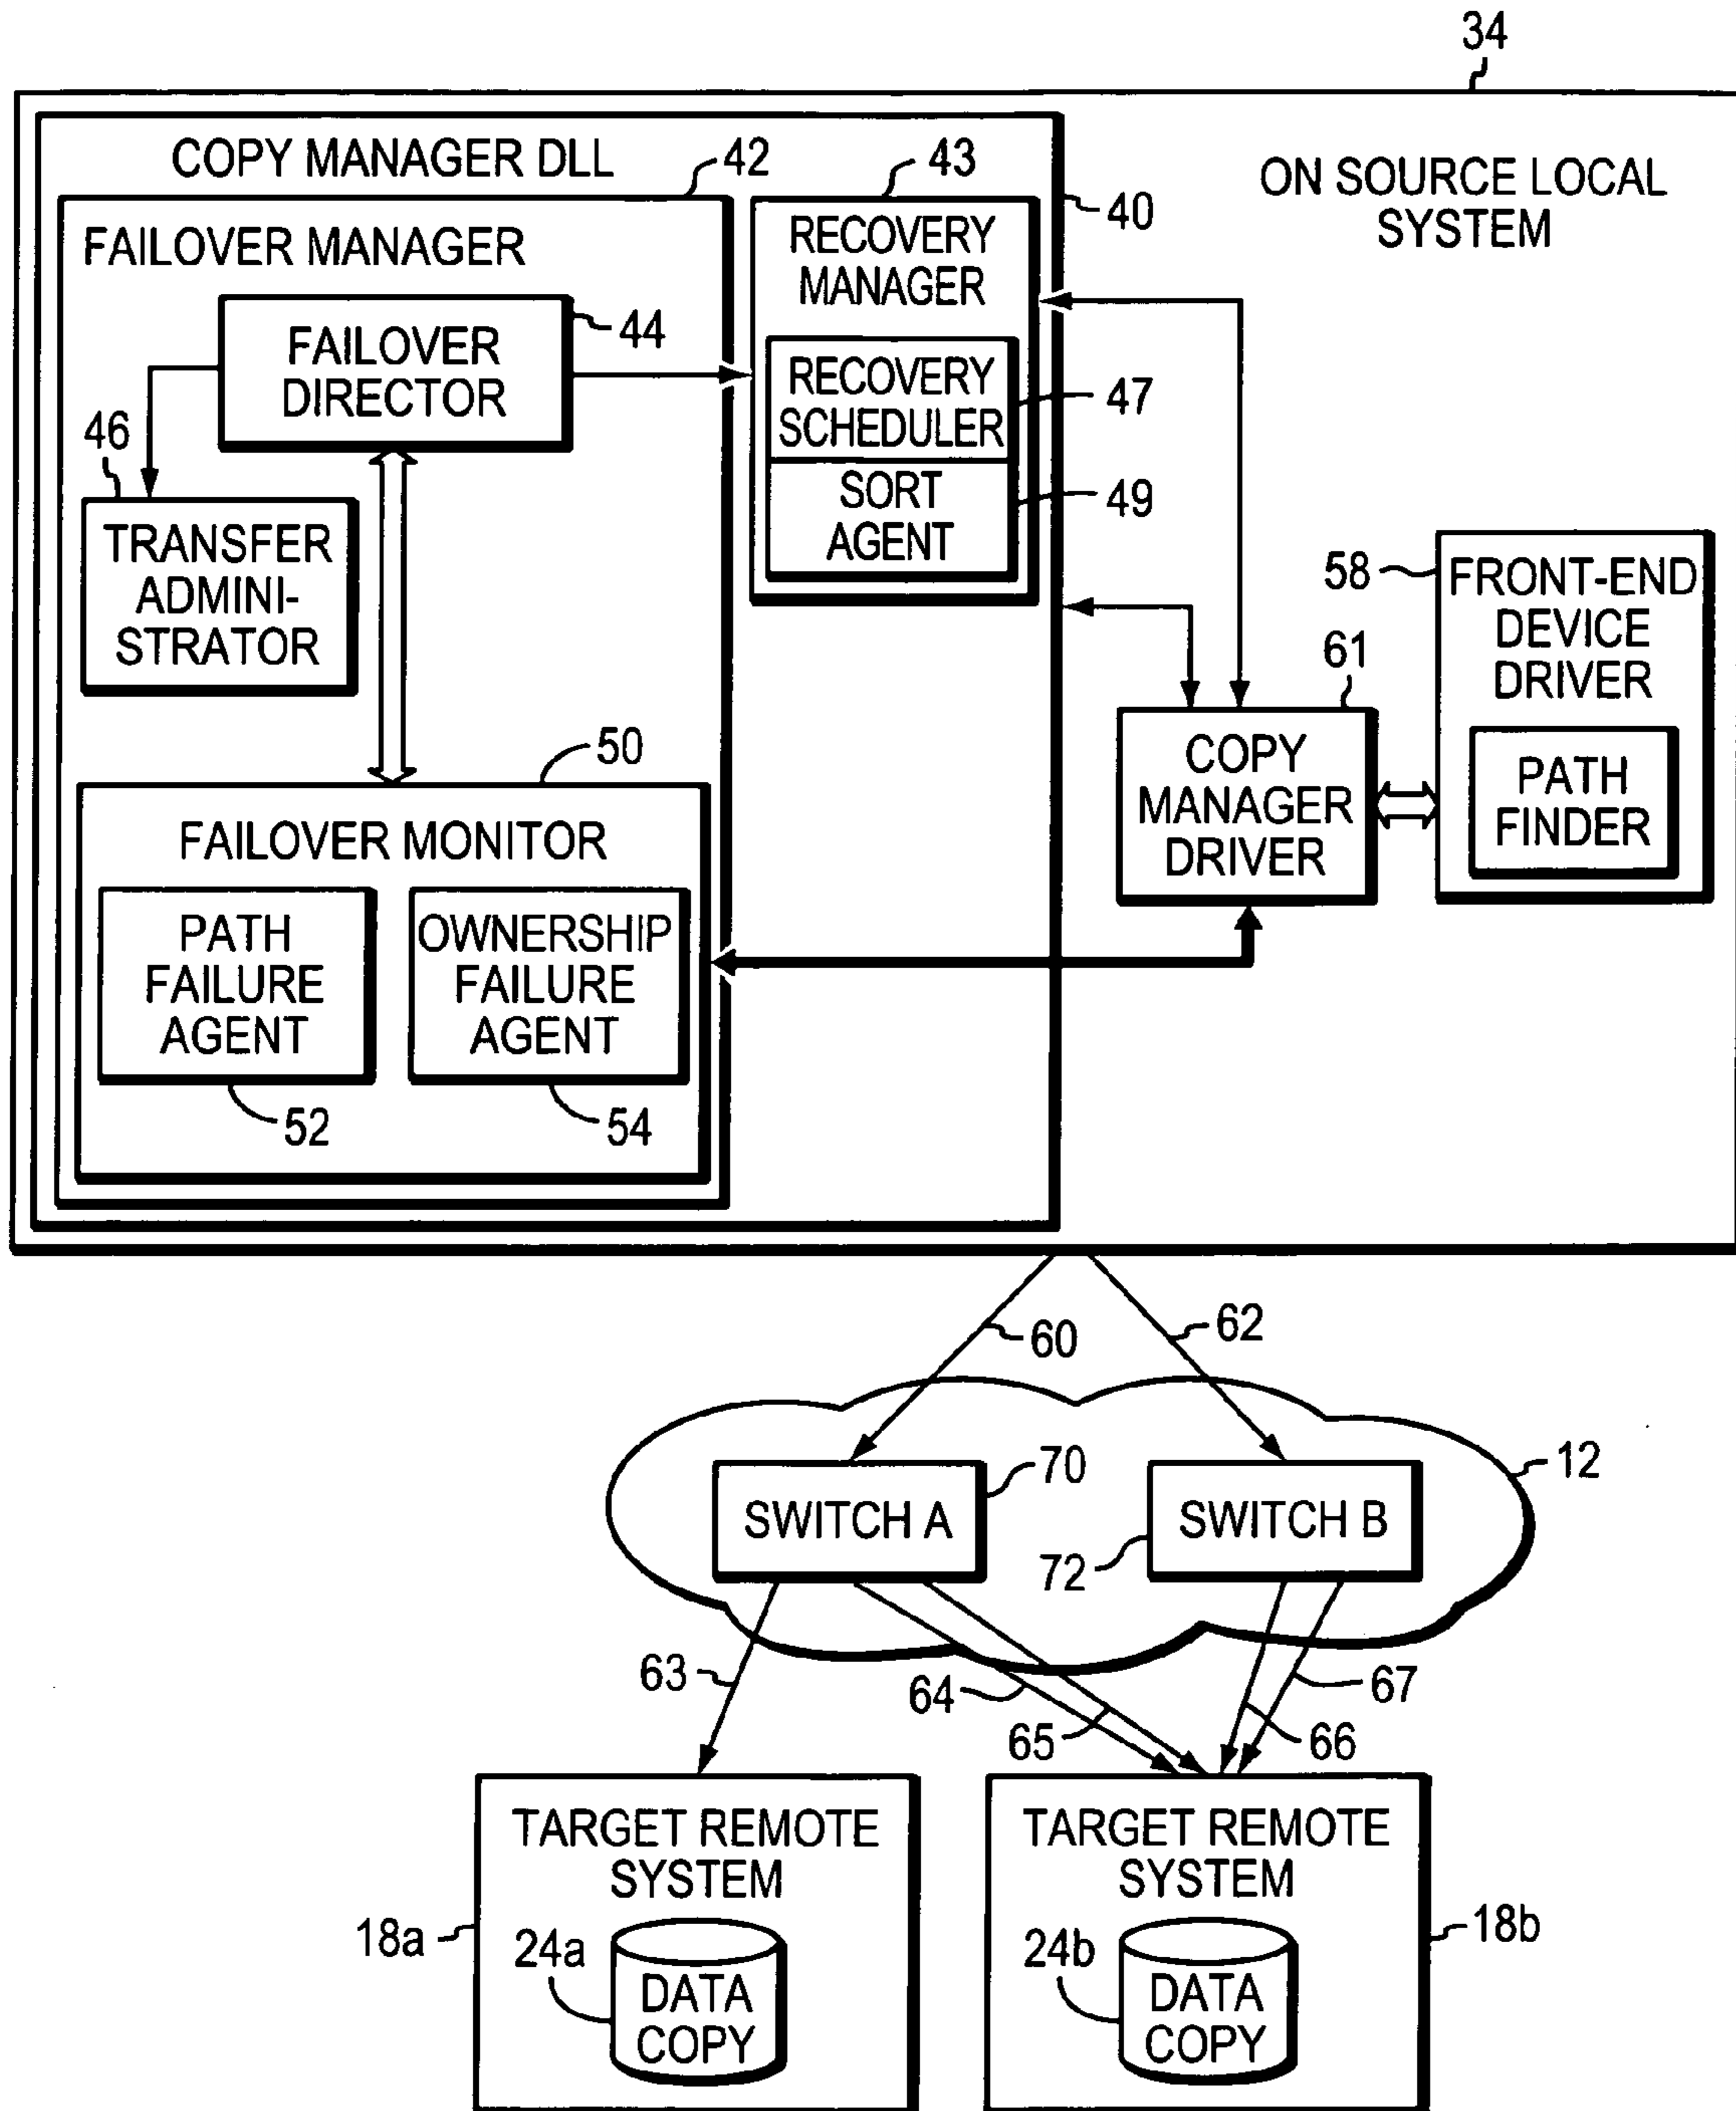 34
COPY MANAGER DLL
42
43
40
ON SOURCE LOCAL
SYSTEM
FAILOVER MANAGER
RECOVERY
MANAGER
FAILOVER
DIRECTOR
44
RECOVERY
SCHEDULER
47
46
SORT
AGENT
49
TRANSFER
ADMINI-
STRATOR
58
FRONT-END
DEVICE
DRIVER
61
COPY
MANAGER
DRIVER
PATH
FINDER
50
FAILOVER MONITOR
PATH
FAILURE
AGENT
OWNERSHIP
FAILURE
AGENT
52
54
60
62
12
SWITCH A
70
SWITCH B
72
63
64
65
66
67
TARGET REMOTE
SYSTEM
18a
24a
DATA
COPY
TARGET REMOTE
SYSTEM
18b
24b
DATA
COPY